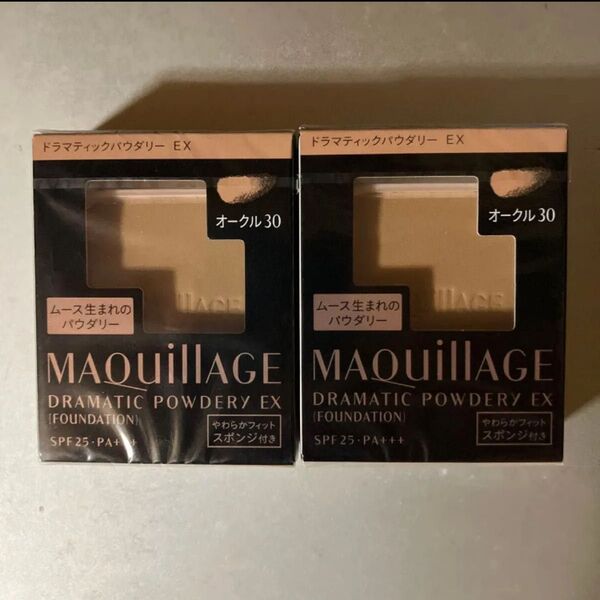 ドラマティックパウダリー EX
オークル30
ムース生まれの
パウダリー
MAQuillAGE
DRAMATIC POWDERY EX
[FOUNDATION]
SPF25・PA+++
やわらかフィット
スポンジ付き
ドラマティックパウダリー EX
オークル30
ムース生まれの
パウダリー
MAQuillAGE
DRAMATIC POWDERY EX
[FOUNDATION]
SPF25・PA+++
やわらかフィット
スポンジ付き